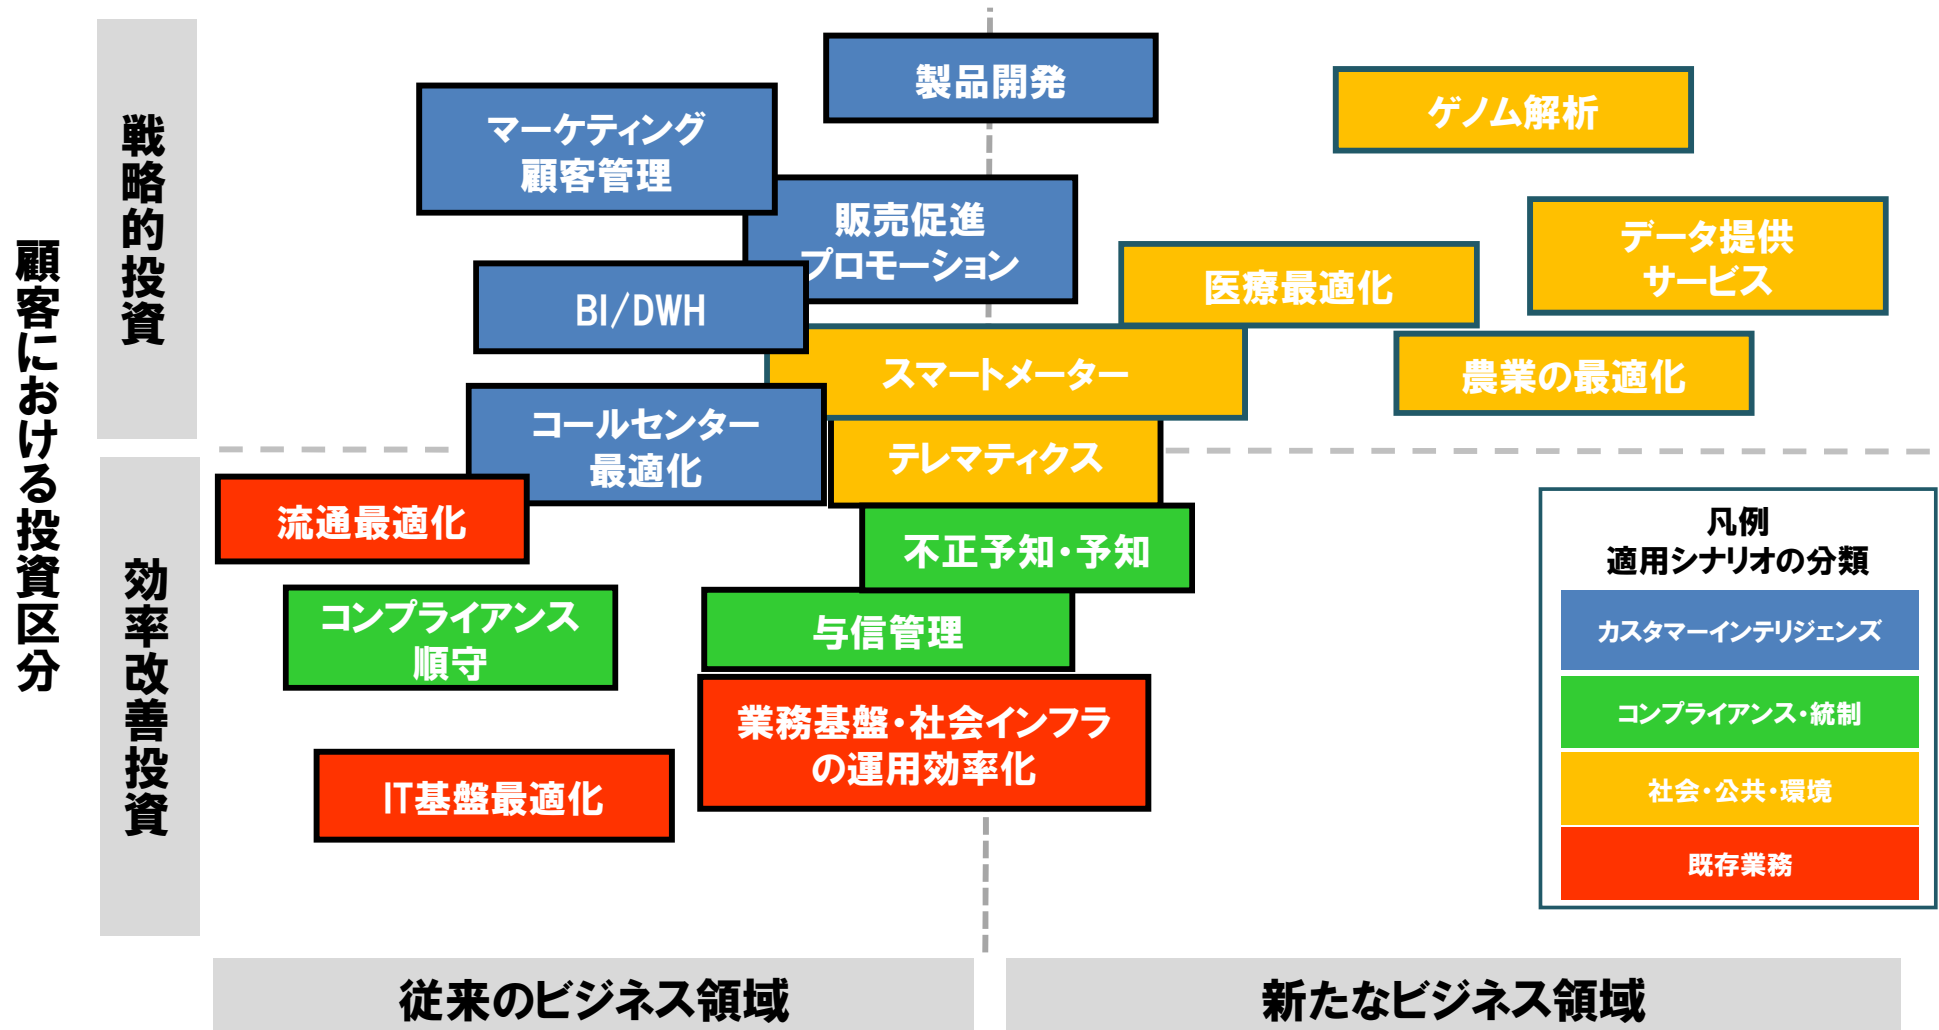 顧客における投資区分
戦略的投資
効率改善投資
製品開発
ゲノム解析
マーケティング
顧客管理
販売促進
プロモーション
データ提供
サービス
医療最適化
BI/DWH
スマートメーター
農業の最適化
コールセンター
最適化
テレマティクス
流通最適化
不正予知・予知
コンプライアンス
順守
与信管理
業務基盤・社会インフラ
の運用効率化
IT基盤最適化
凡例
適用シナリオの分類
カスタマーインテリジェンズ
コンプライアンス・統制
社会・公共・環境
既存業務
従来のビジネス領域
新たなビジネス領域